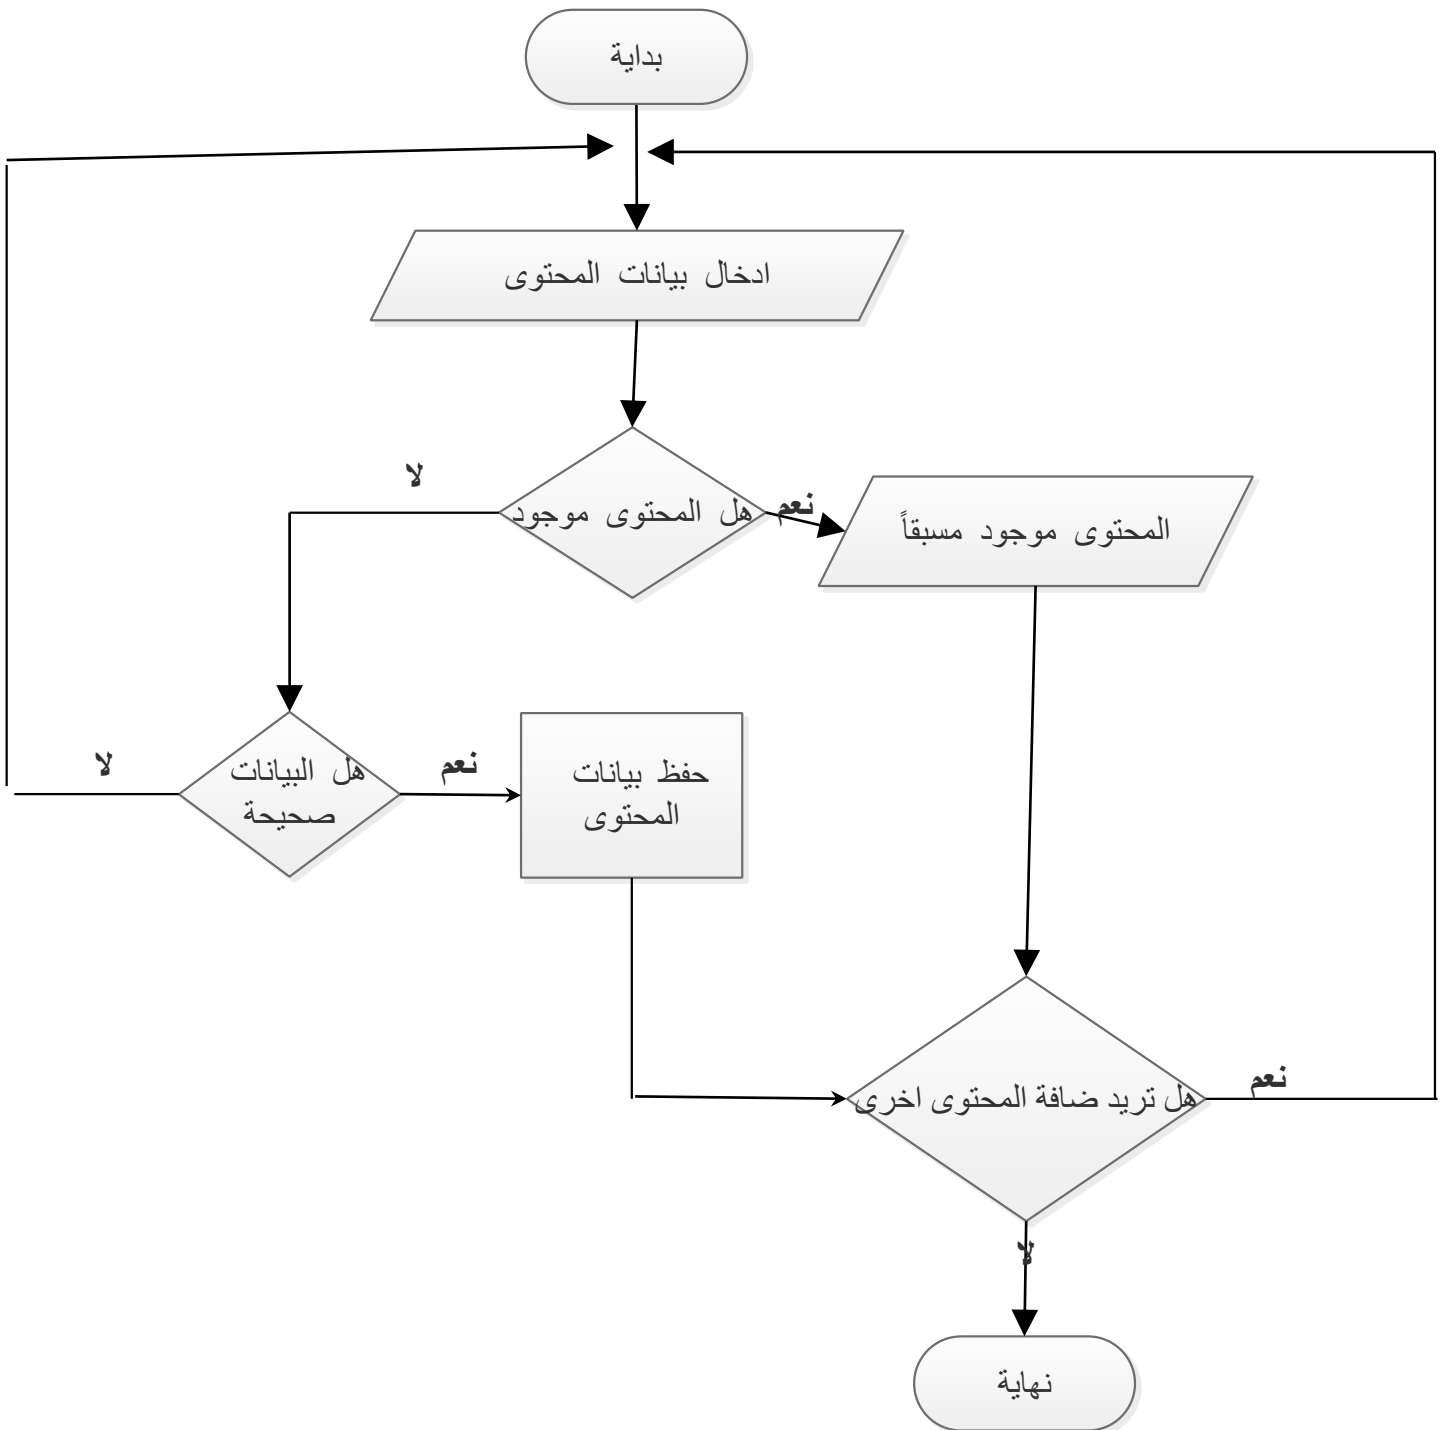 بداية
ادخال بيانات المحتوى
هل المحتوى موجود
لا
نعم
المحتوى موجود مسبقاً
هل البيانات
صحيحة
لا
نعم
حفظ بيانات
المحتوى
هل تريد ضافة المحتوى اخرى
نعم
لا
نهاية